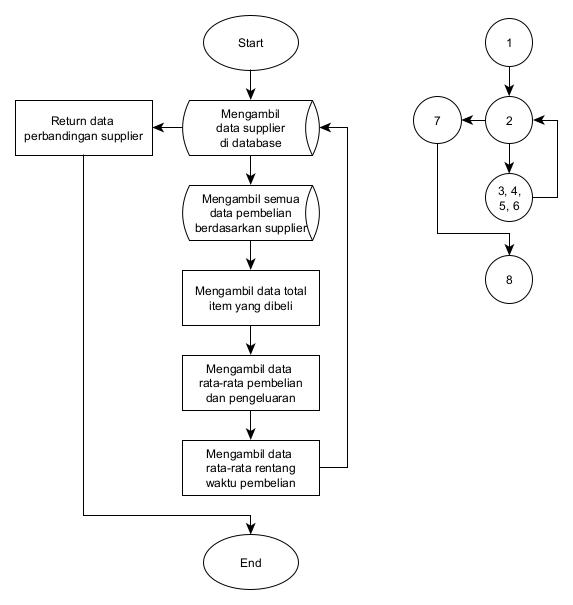 Start
Mengambil
data supplier
di database
Return data
perbandingan supplier
Mengambil semua
data pembelian
berdasarkan supplier
Mengambil data total
item yang dibeli
Mengambil data
rata-rata pembelian
dan pengeluaran
Mengambil data
rata-rata rentang
waktu pembelian
End
1
7
2
3, 4,
5, 6
8